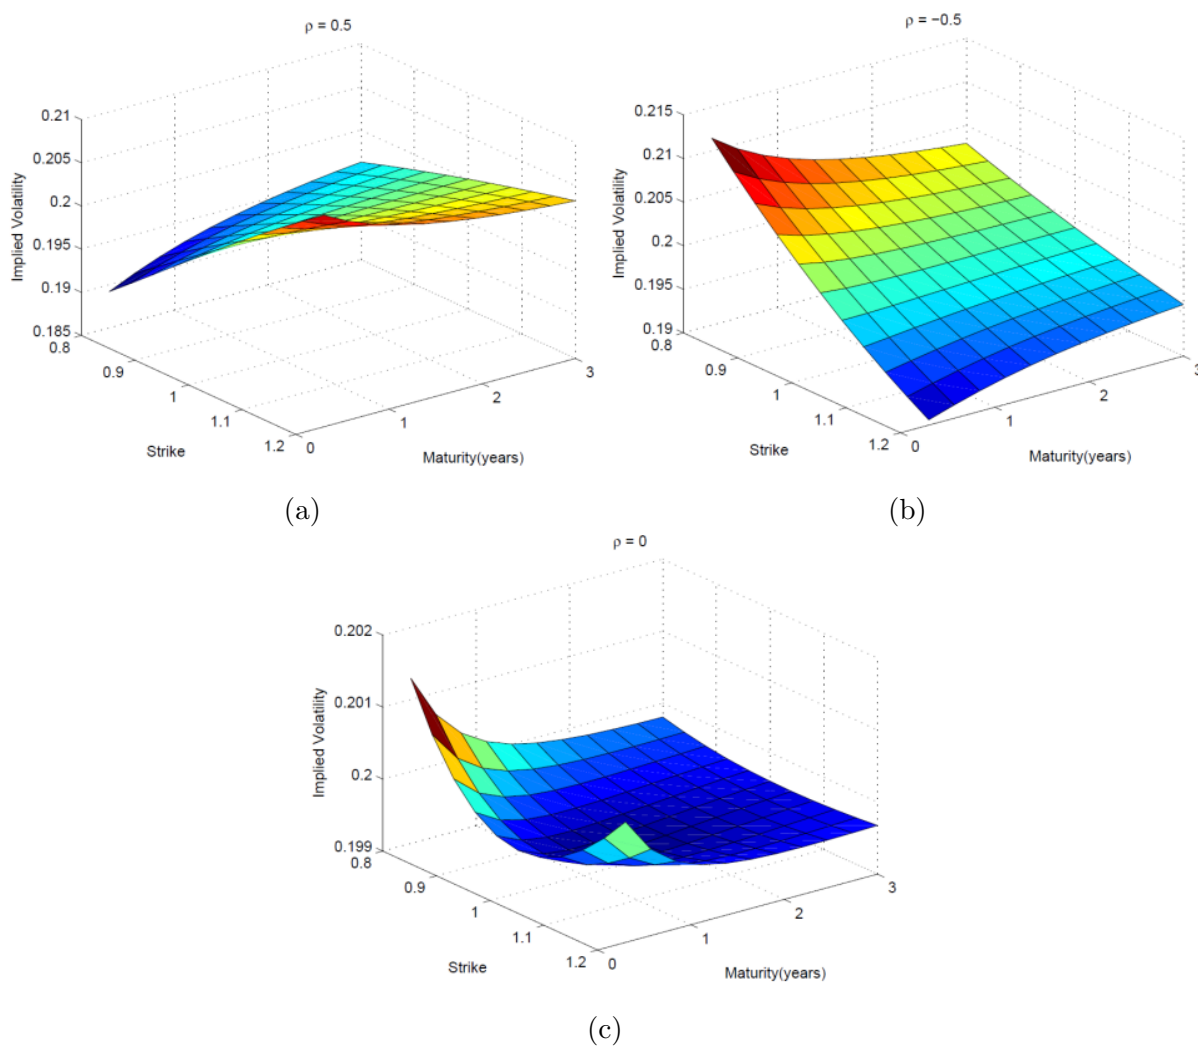 ρ = 0.5
0.21
0.205
0.2
0.195
0.19
0.185
Implied Volatility
0.8
0.9
1
1.1
1.2
Strike
0
1
2
3
Maturity(years)
(a)
ρ = −0.5
0.215
0.21
0.205
0.2
0.195
0.19
Implied Volatility
0.8
0.9
1
1.1
1.2
Strike
0
1
2
3
Maturity(years)
(b)
ρ = 0
0.202
0.201
0.2
0.199
Implied Volatility
0.8
0.9
1
1.1
1.2
Strike
0
1
2
3
Maturity(years)
(c)